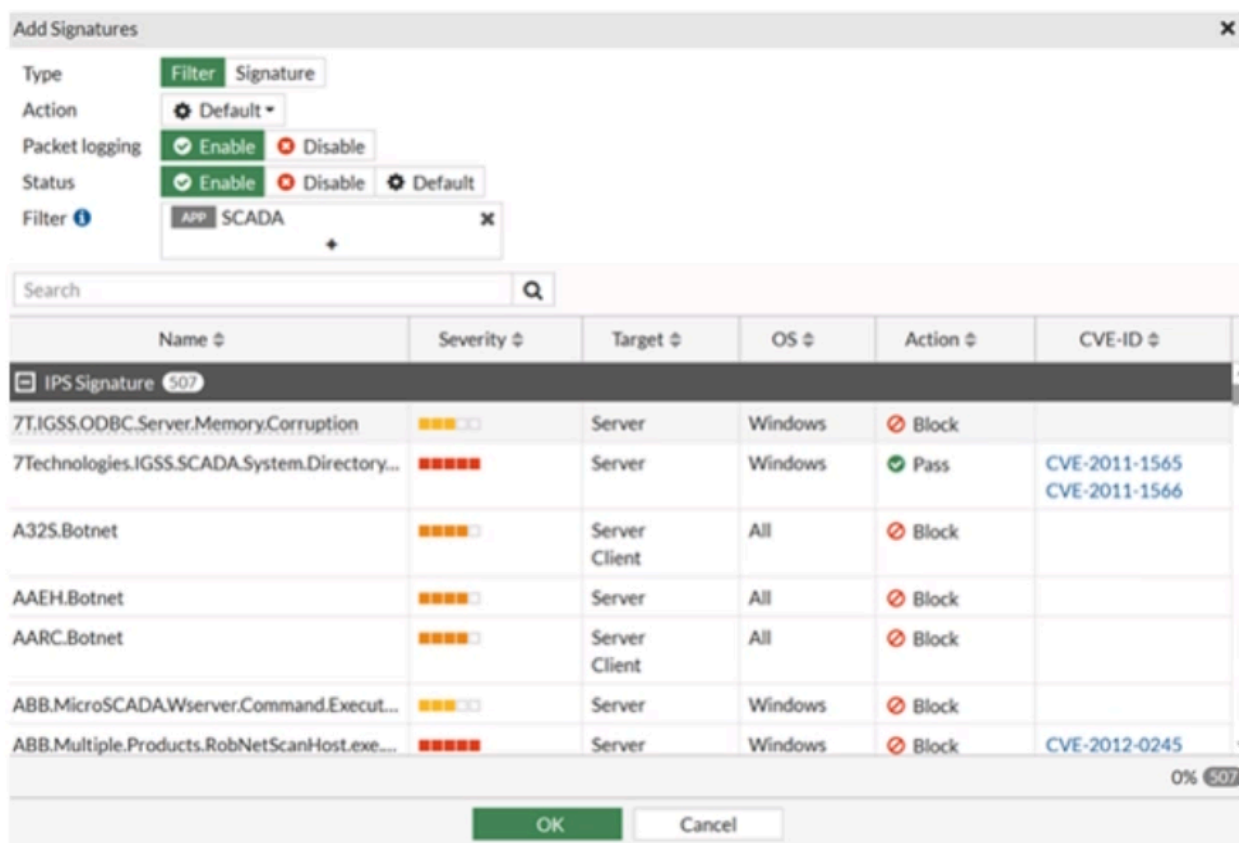 Add Signatures
Type Filter Signature
Action Default
Packet logging Enable Disable
Status Enable Disable Default
Filter APP SCADA
Search
Name Severity Target OS Action CVE-ID
IPS Signature 507
7T.IGSS.ODBC.Server.Memory.Corruption Server Windows Block
7Technologies.IGSS.SCADA.System.Directory... Server Windows Pass CVE-2011-1565
CVE-2011-1566
A32S.Botnet Server All Block
Client
AAEH.Botnet Server All Block
AARC.Botnet Server All Block
Client
ABB.MicroSCADA.Wserver.Command.Execut... Server Windows Block
ABB.Multiple.Products.RobNetScanHost.exe.... Server Windows Block CVE-2012-0245
0% 507
OK Cancel